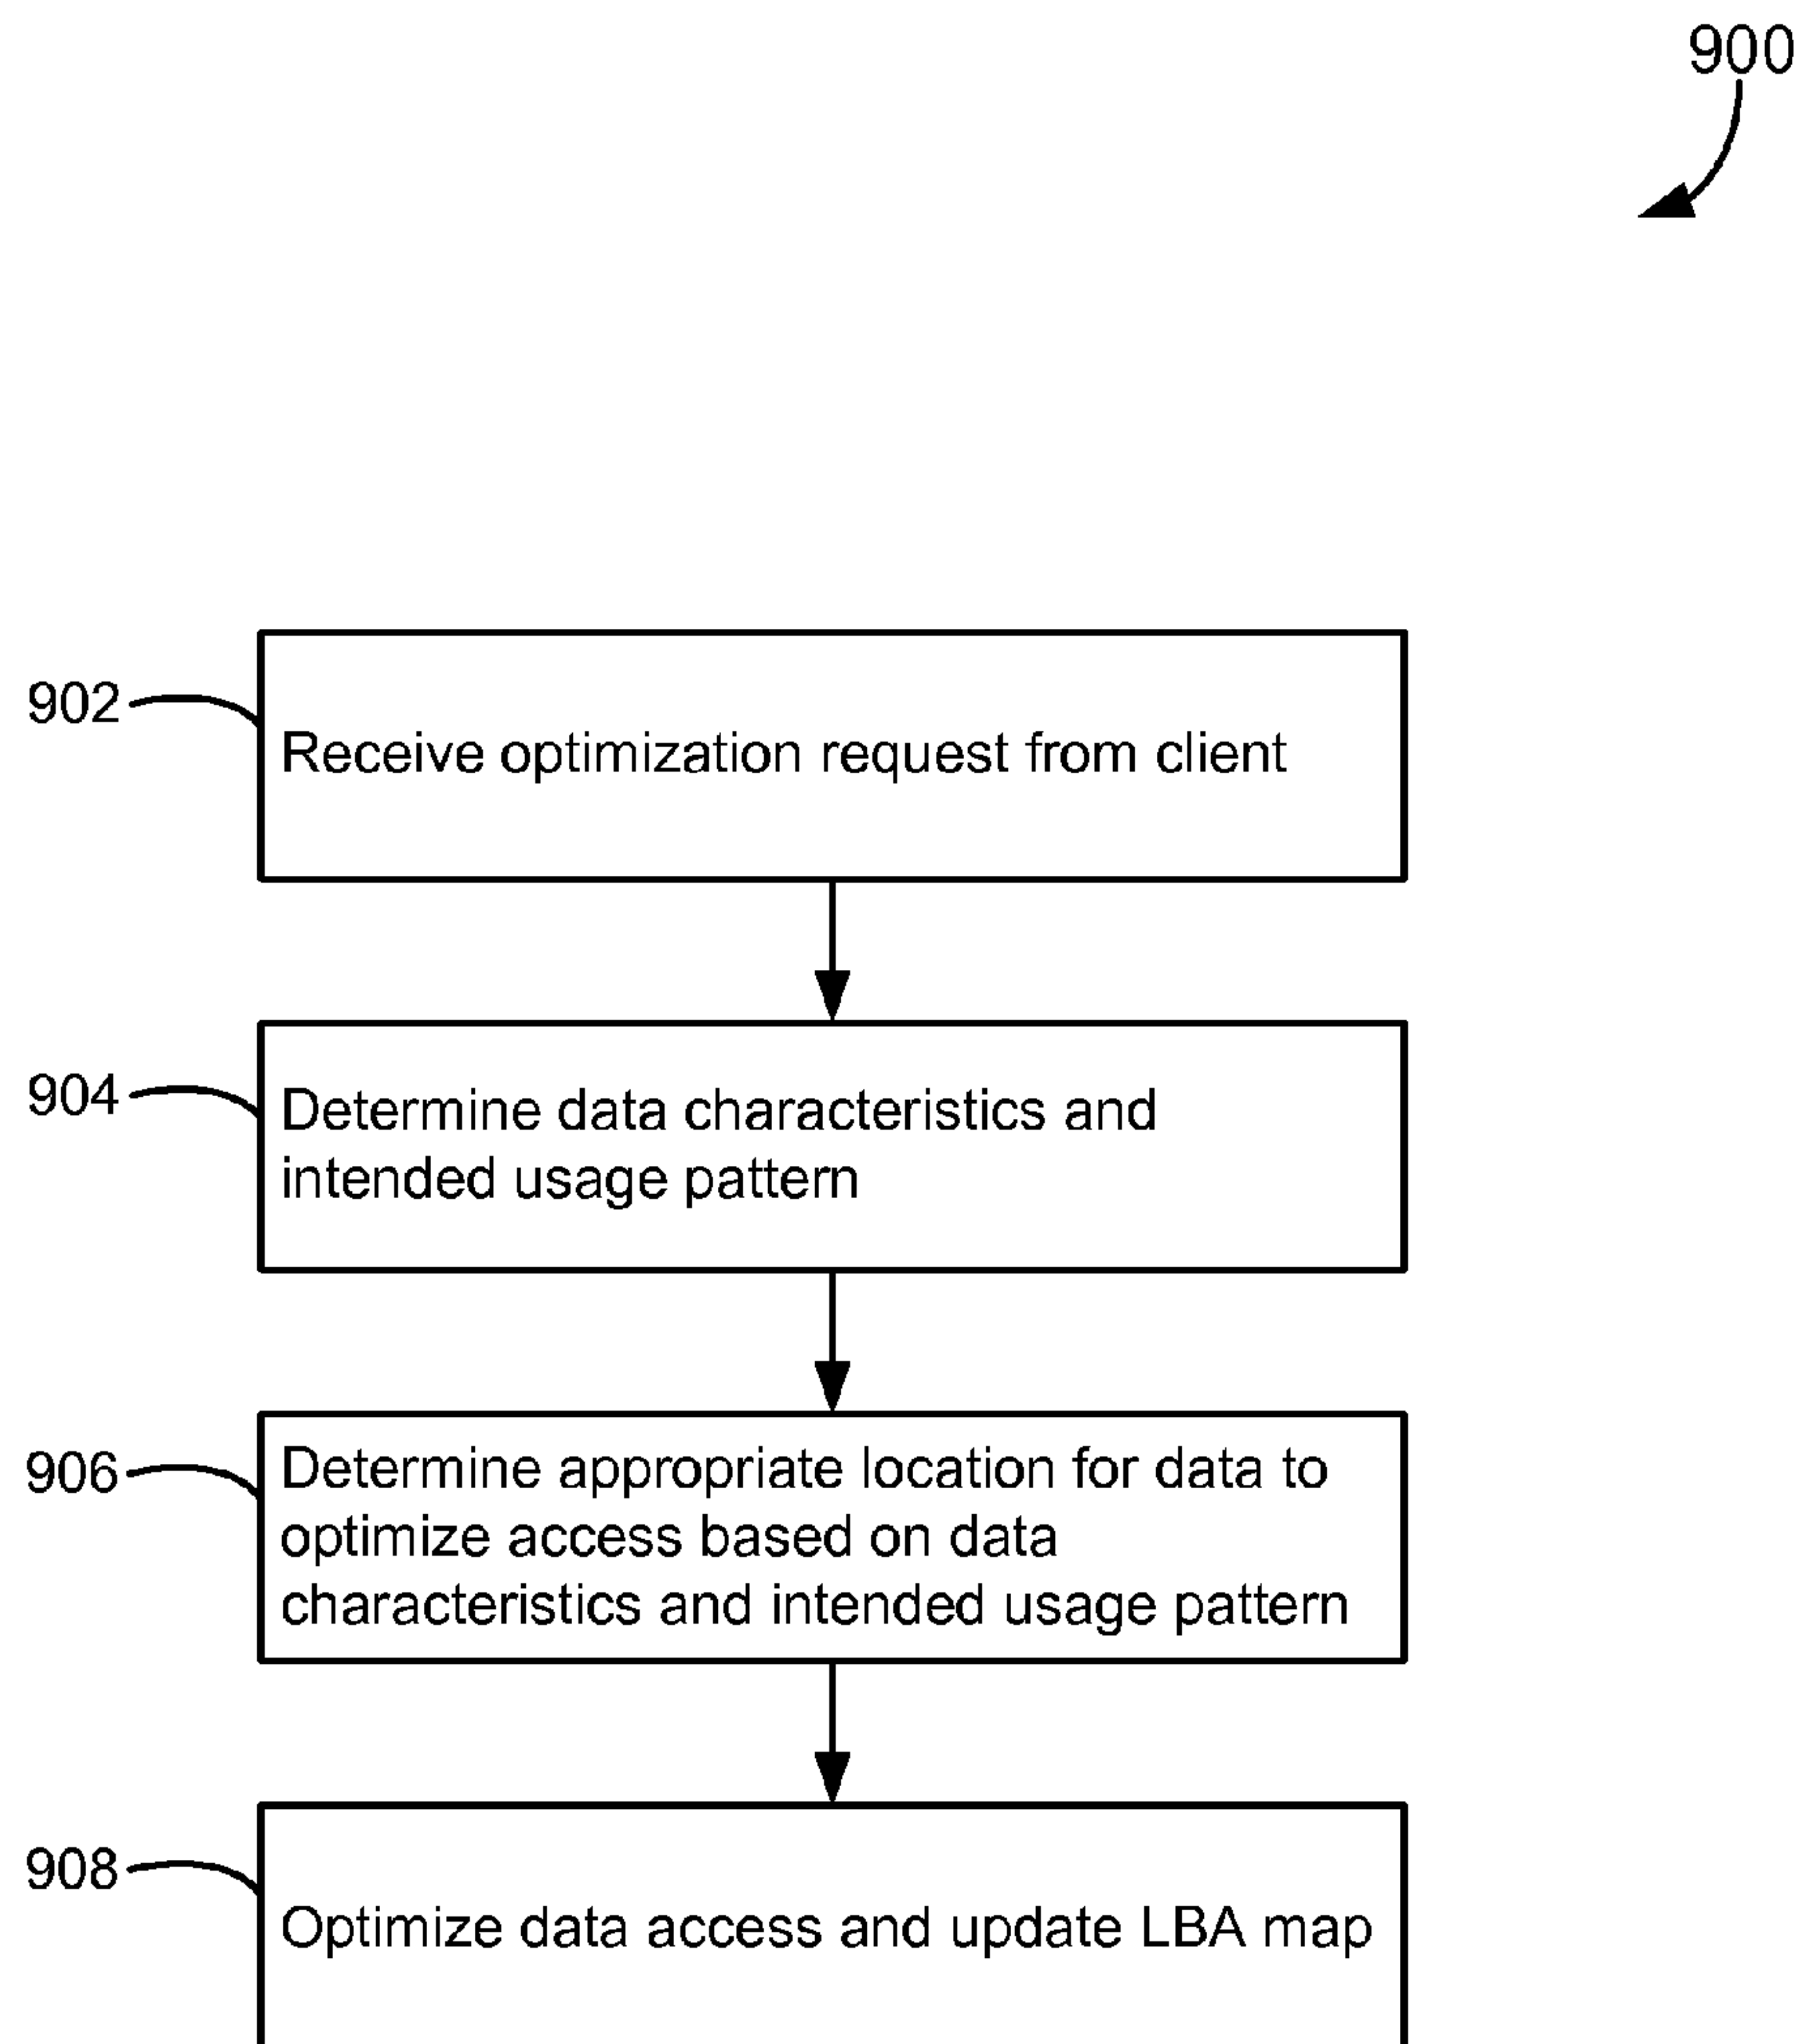 900
902
Receive optimization request from client
904
Determine data characteristics and
intended usage pattern
906
Determine appropriate location for data to
optimize access based on data
characteristics and intended usage pattern
908
Optimize data access and update LBA map